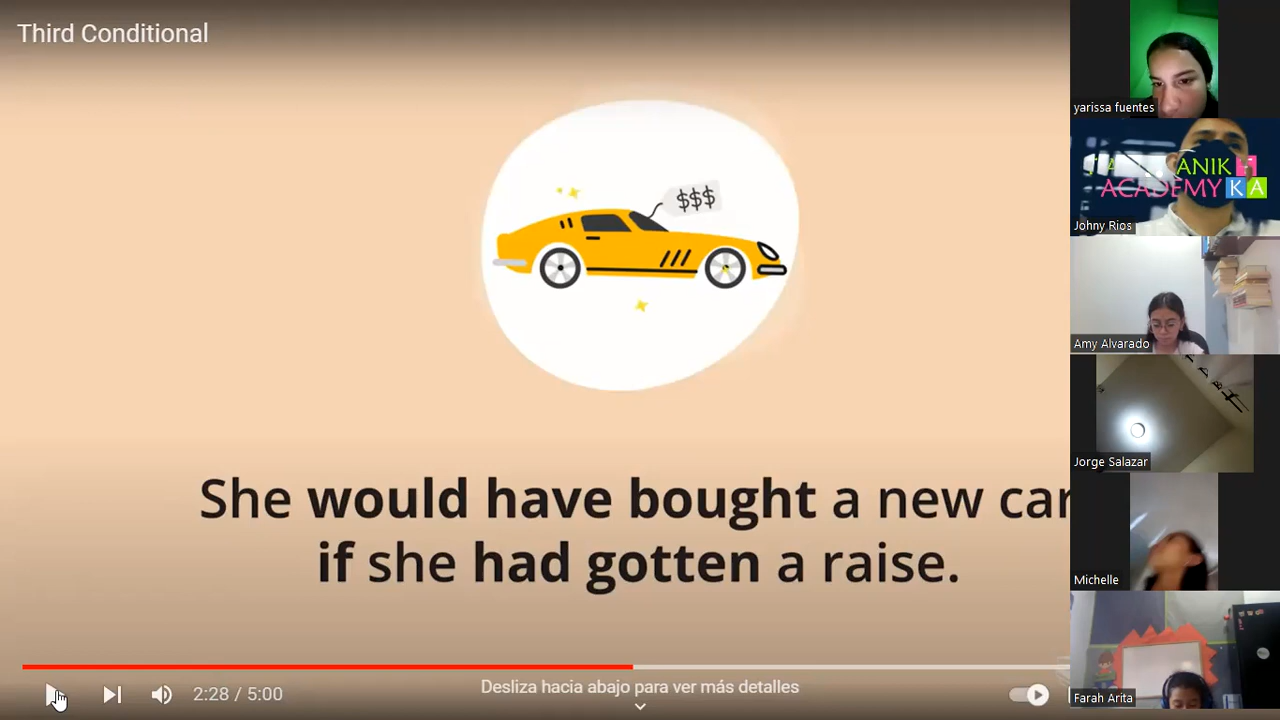 Third Conditional
$$$
She would have bought a new car
if she had gotten a raise.
2:28 / 5:00
Desliza hacia abajo para ver más detalles
yarissa fuentes
ANIK
ACADEMY KA
Johny Rios
Amy Alvarado
Jorge Salazar
Michelle
Farah Arita